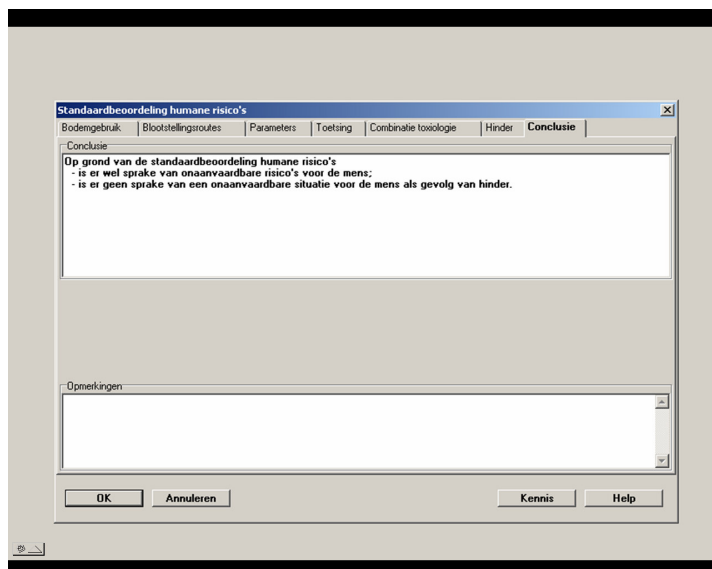 Standaardbeoordeling humane risico's
Bodemgebruik Blootstellingsroutes Parameters Toetsing Combinatie toxiologie Hinder Conclusie
Conclusie
Op grond van de standaardbeoordeling humane risico's
- is er wel sprake van onaanvaardbare risico's voor de mens;
- is er geen sprake van een onaanvaardbare situatie voor de mens als gevolg van hinder.
Opmerkingen
OK Annuleren Kennis Help